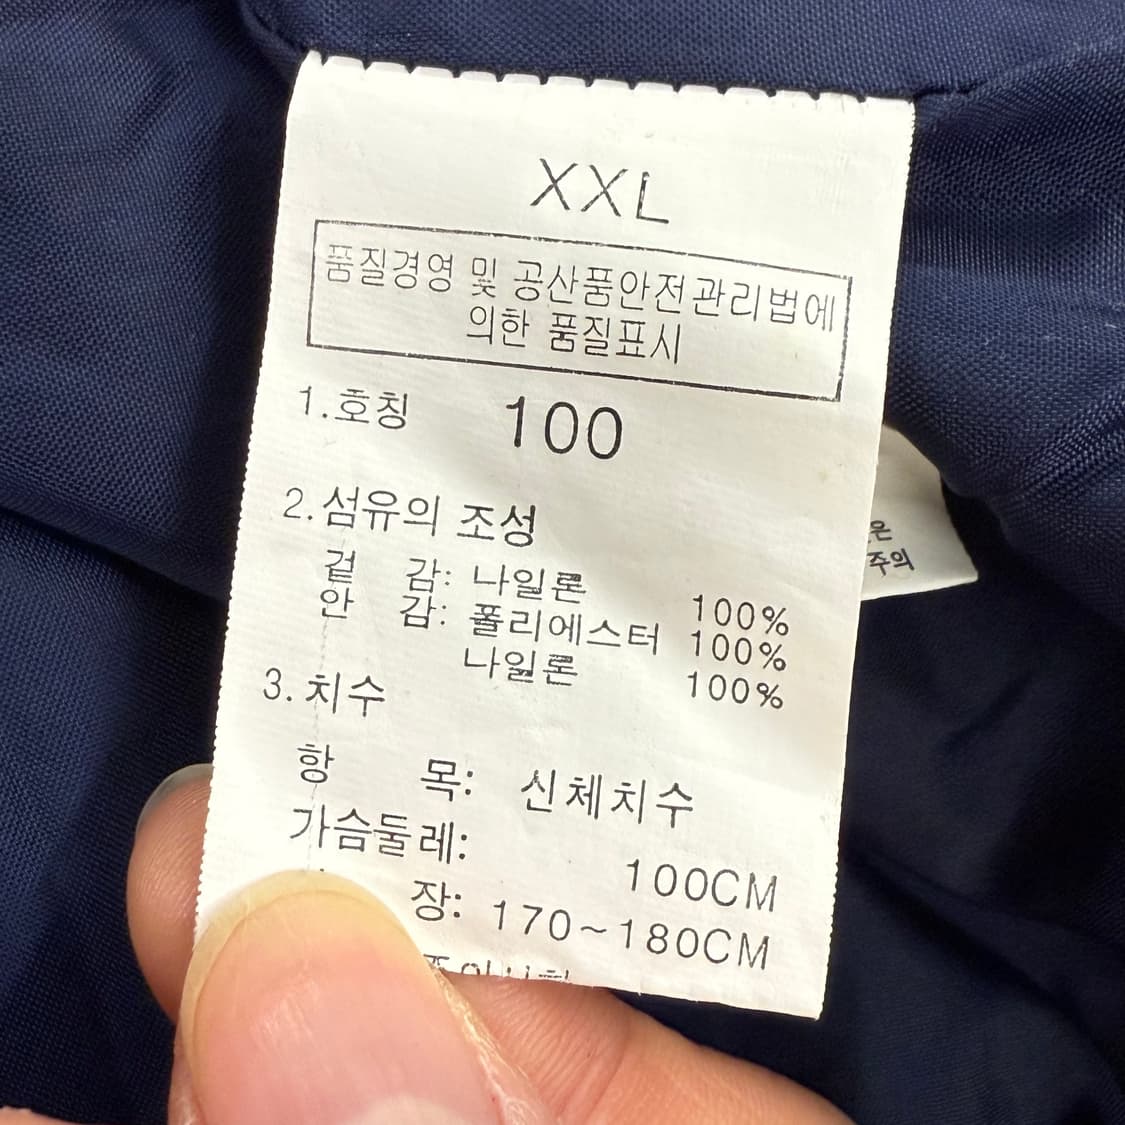 XXL
품질경영 및 공산품안전관리법에
의한 품질표시
1.호칭 100
2.섬유의 조성
겉 감: 나일론 100%
안 감: 폴리에스터 100%
나일론 100%
3.치수
항 목: 신체치수
가슴둘레: 100CM
장: 170~180CM
은
주의